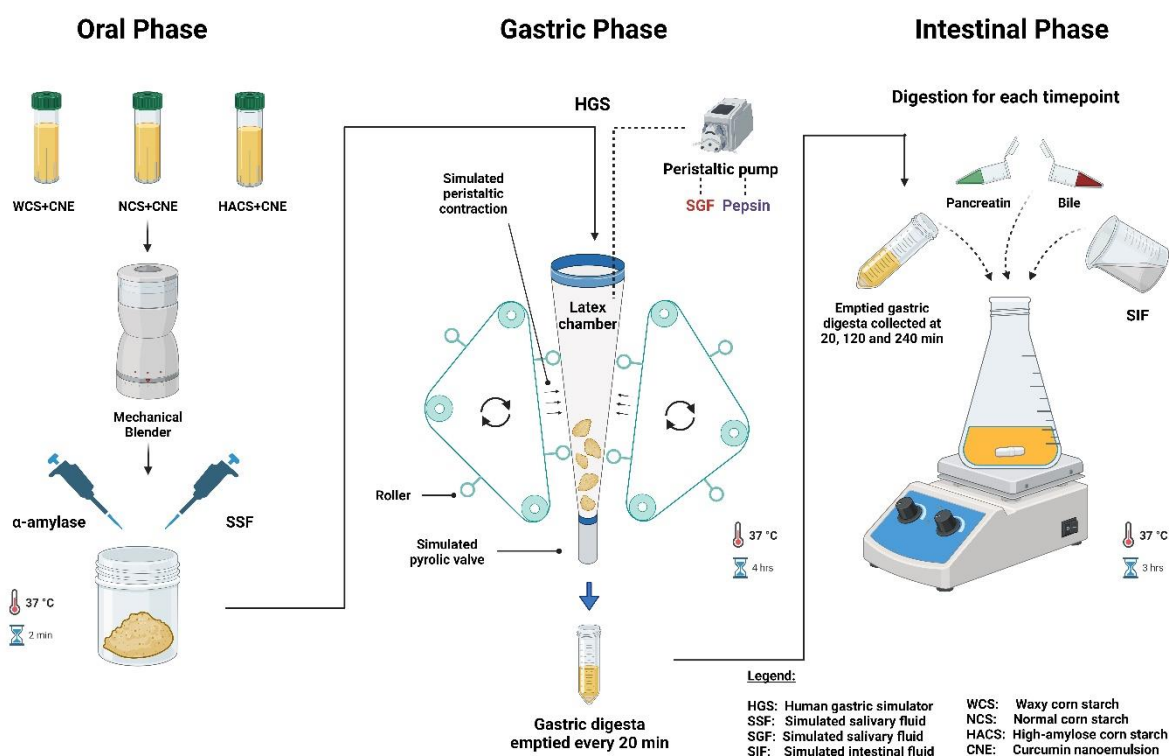 Oral Phase
WCS+CNE
NCS+CNE
HACS+CNE
Mechanical
Blender
α-amylase
SSF
37 °C
2 min
Gastric Phase
HGS
Peristaltic pump
SGF Pepsin
Simulated
peristaltic
contraction
Latex
chamber
Roller
Simulated
pyrolic valve
37 °C
4 hrs
Gastric digesta
emptied every 20 min
Intestinal Phase
Digestion for each timepoint
Pancreatin
Bile
Emptied gastric
digesta collected at
20, 120 and 240 min
SIF
37 °C
3 hrs
Legend:
HGS: Human gastric simulator
SSF: Simulated salivary fluid
SGF: Simulated salivary fluid
SIF: Simulated intestinal fluid
WCS: Waxy corn starch
NCS: Normal corn starch
HACS: High-amylose corn starch
CNE: Curcumin nanoemulsion